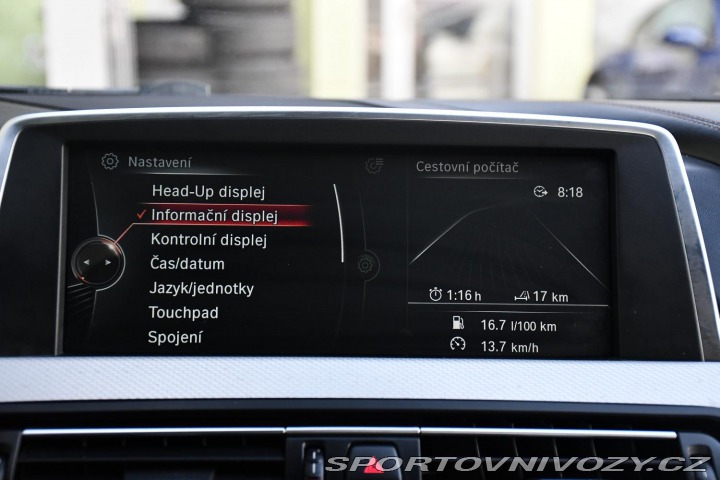 Nastavení
Head-Up displej
Informační displej
Kontrolní displej
Čas/datum
Jazyk/jednotky
Touchpad
Spojení
Cestovní počítač
8:18
1:16 h
17 km
16.7 l/100 km
13.7 km/h
SPORTOVNIVOZY.CZ